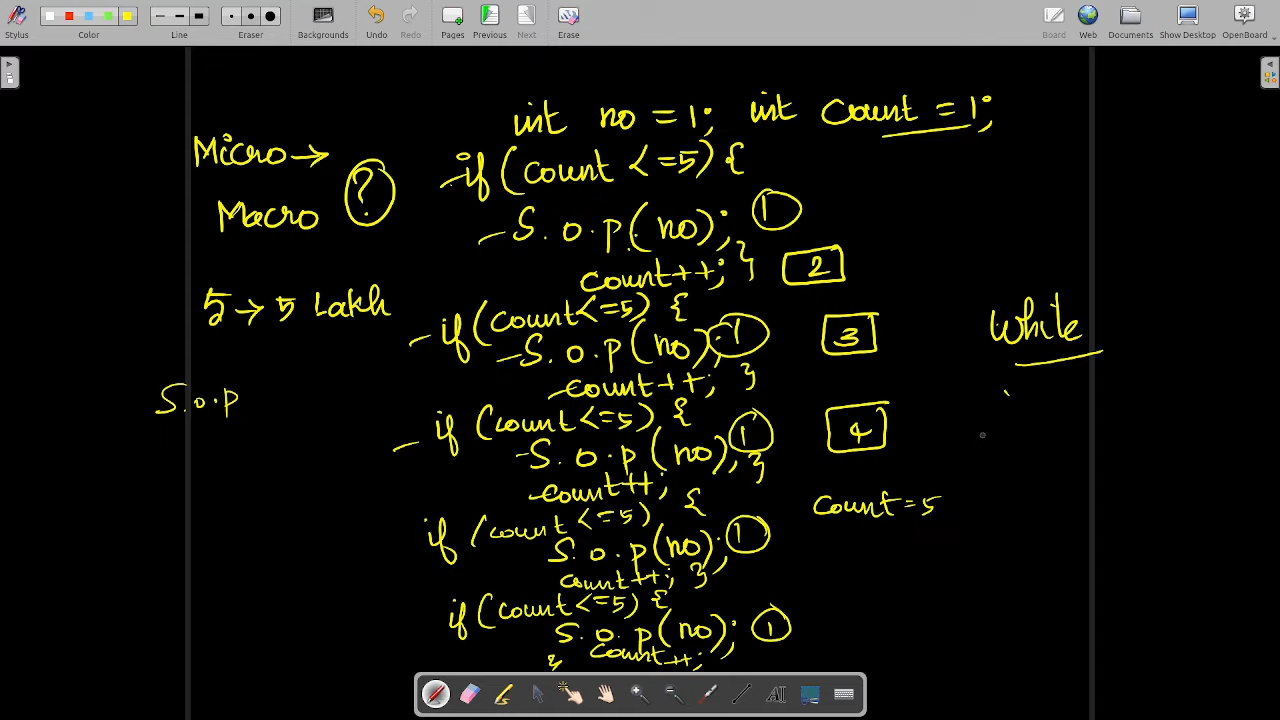 Stylus
Color
Line
Eraser
Backgrounds
Undo
Redo
Pages
Previous
Next
Erase
Board
Web
Documents
Show Desktop
OpenBoard
int no = 1; int count = 1;
Micro →
Macro
?
5 → 5 Lakh
S.o.p
if (count <=5) {
S.o.p(no); 1
count++; } 2
if (count<=5) {
S.o.p(no); 1 3
count++; }
if (count<=5) {
S.o.p(no); 1 4
count++; }
if (count<=5) {
S.o.p(no); 1
count++; }
if (count<=5) {
S.o.p(no); 1
} count++;
While
count=5
AI